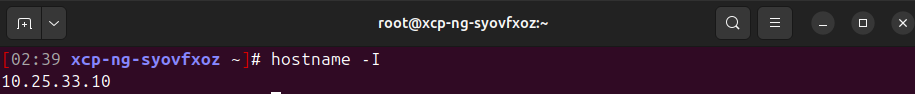 root@xcp-ng-syovfxoz:~
[02:39 xcp-ng-syovfxoz ~]# hostname -I
10.25.33.10